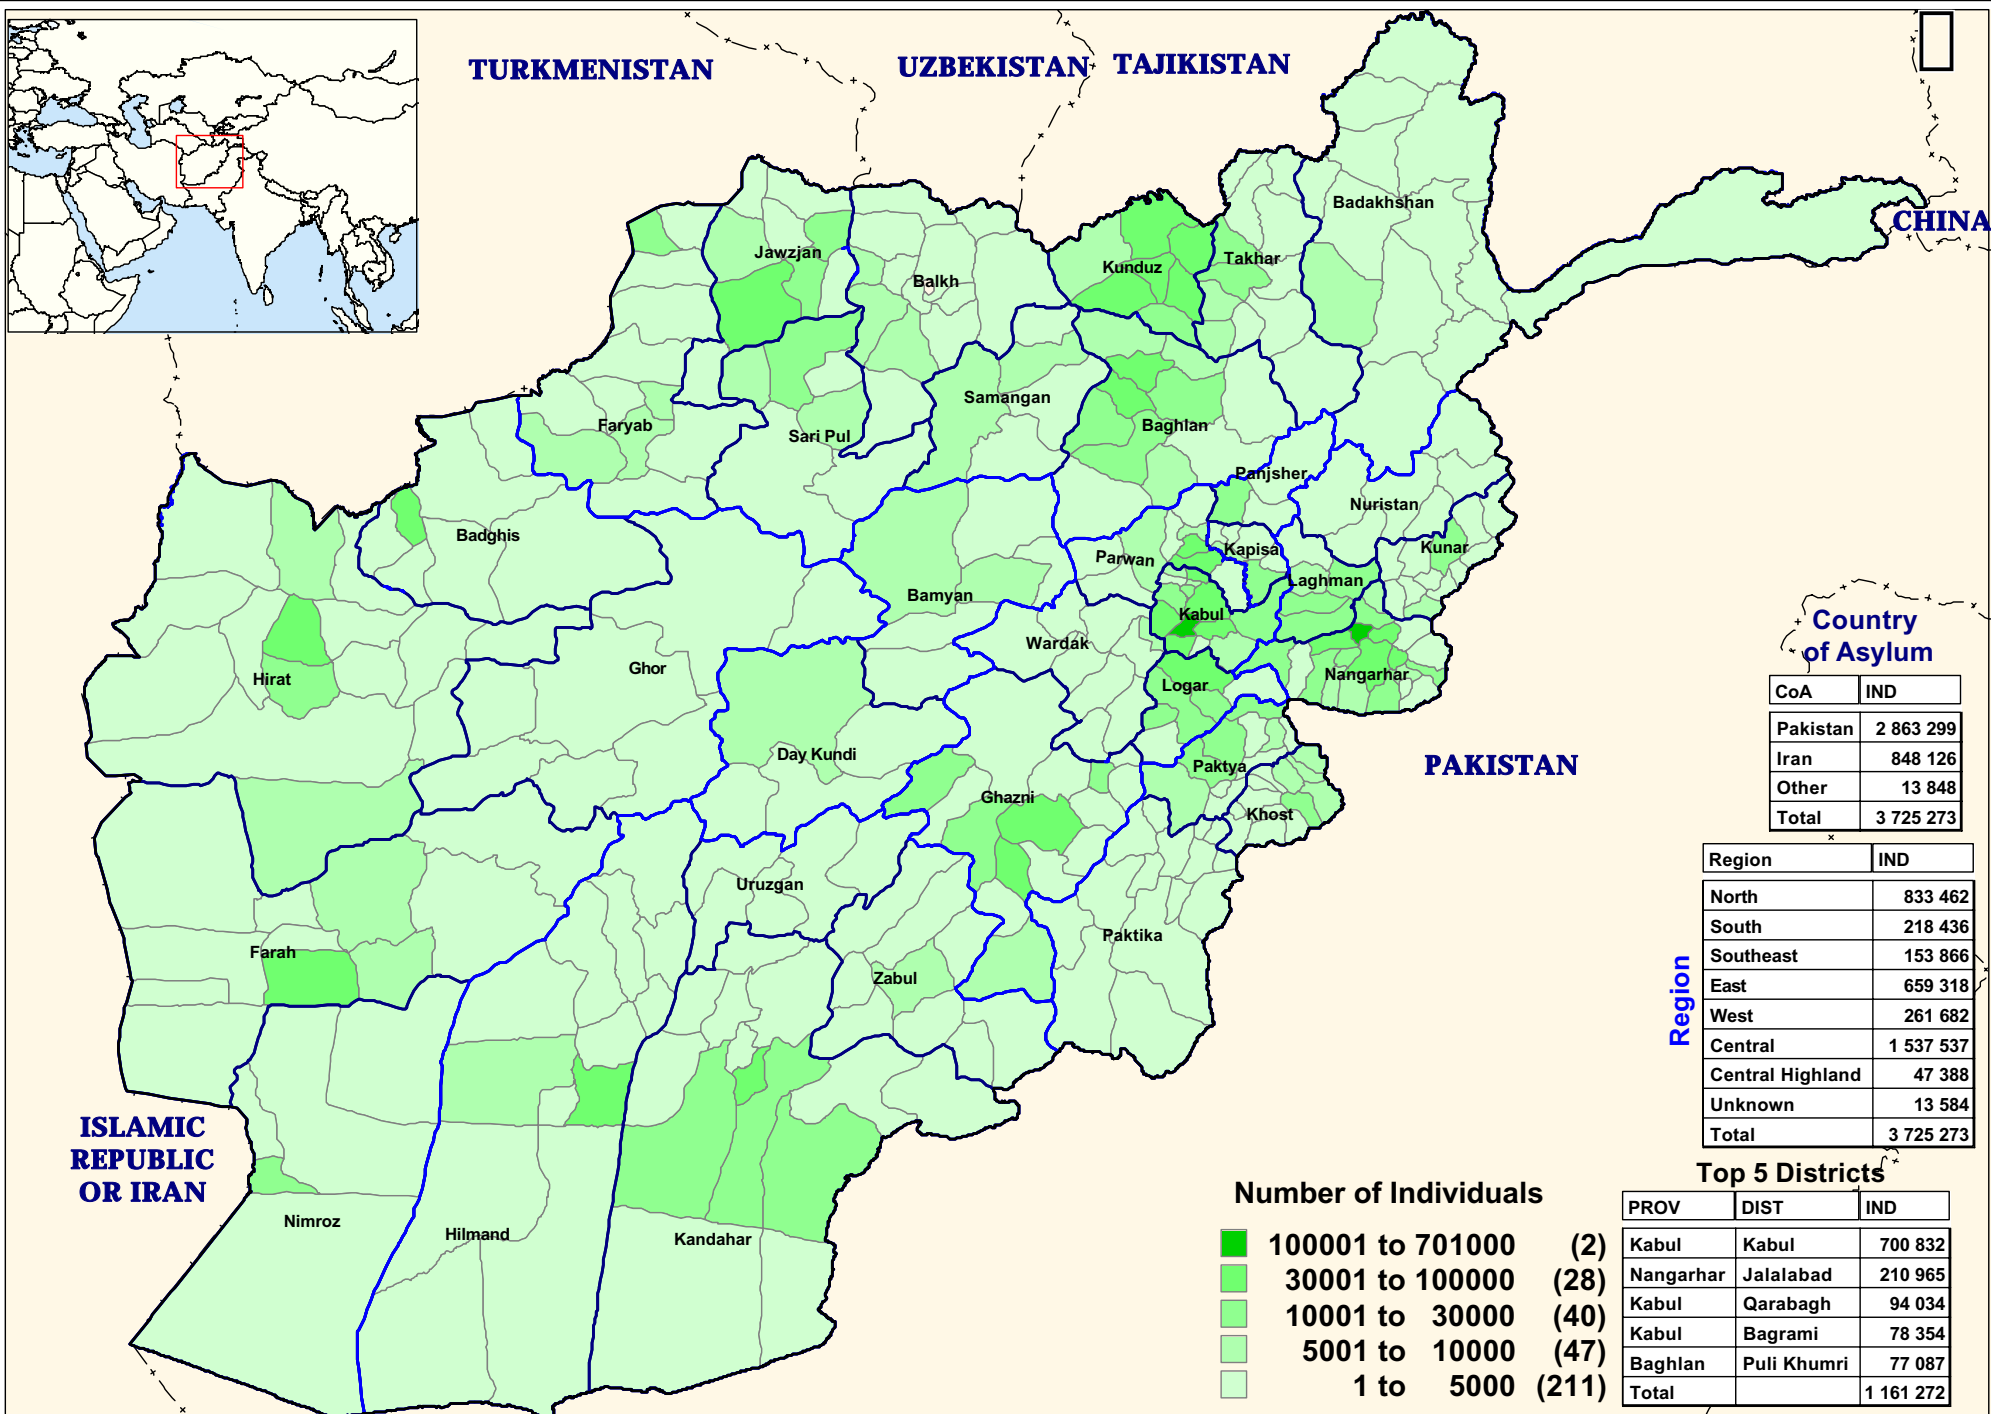 TURKMENISTAN
UZBEKISTAN
TAJIKISTAN
CHINA
Badakhshan
Jawzjan
Balkh
Kunduz
Takhar
Faryab
Sari Pul
Samangan
Baghlan
Panjsher
Nuristan
Badghis
Kapisa
Kunar
Parwan
Laghman
Bamyan
Kabul
Wardak
Hirat
Ghor
Logar
Nangarhar
Day Kundi
Paktya
PAKISTAN
Ghazni
Khost
Uruzgan
Paktika
Farah
Zabul
ISLAMIC
REPUBLIC
OR IRAN
Nimroz
Hilmand
Kandahar
Country
of Asylum
CoA IND
Pakistan 2 863 299
Iran 848 126
Other 13 848
Total 3 725 273
Region
Region IND
North 833 462
South 218 436
Southeast 153 866
East 659 318
West 261 682
Central 1 537 537
Central Highland 47 388
Unknown 13 584
Total 3 725 273
Number of Individuals
100001 to 701000 (2)
30001 to 100000 (28)
10001 to 30000 (40)
5001 to 10000 (47)
1 to 5000 (211)
Top 5 Districts
PROV DIST IND
Kabul Kabul 700 832
Nangarhar Jalalabad 210 965
Kabul Qarabagh 94 034
Kabul Bagrami 78 354
Baghlan Puli Khumri 77 087
Total 1 161 272